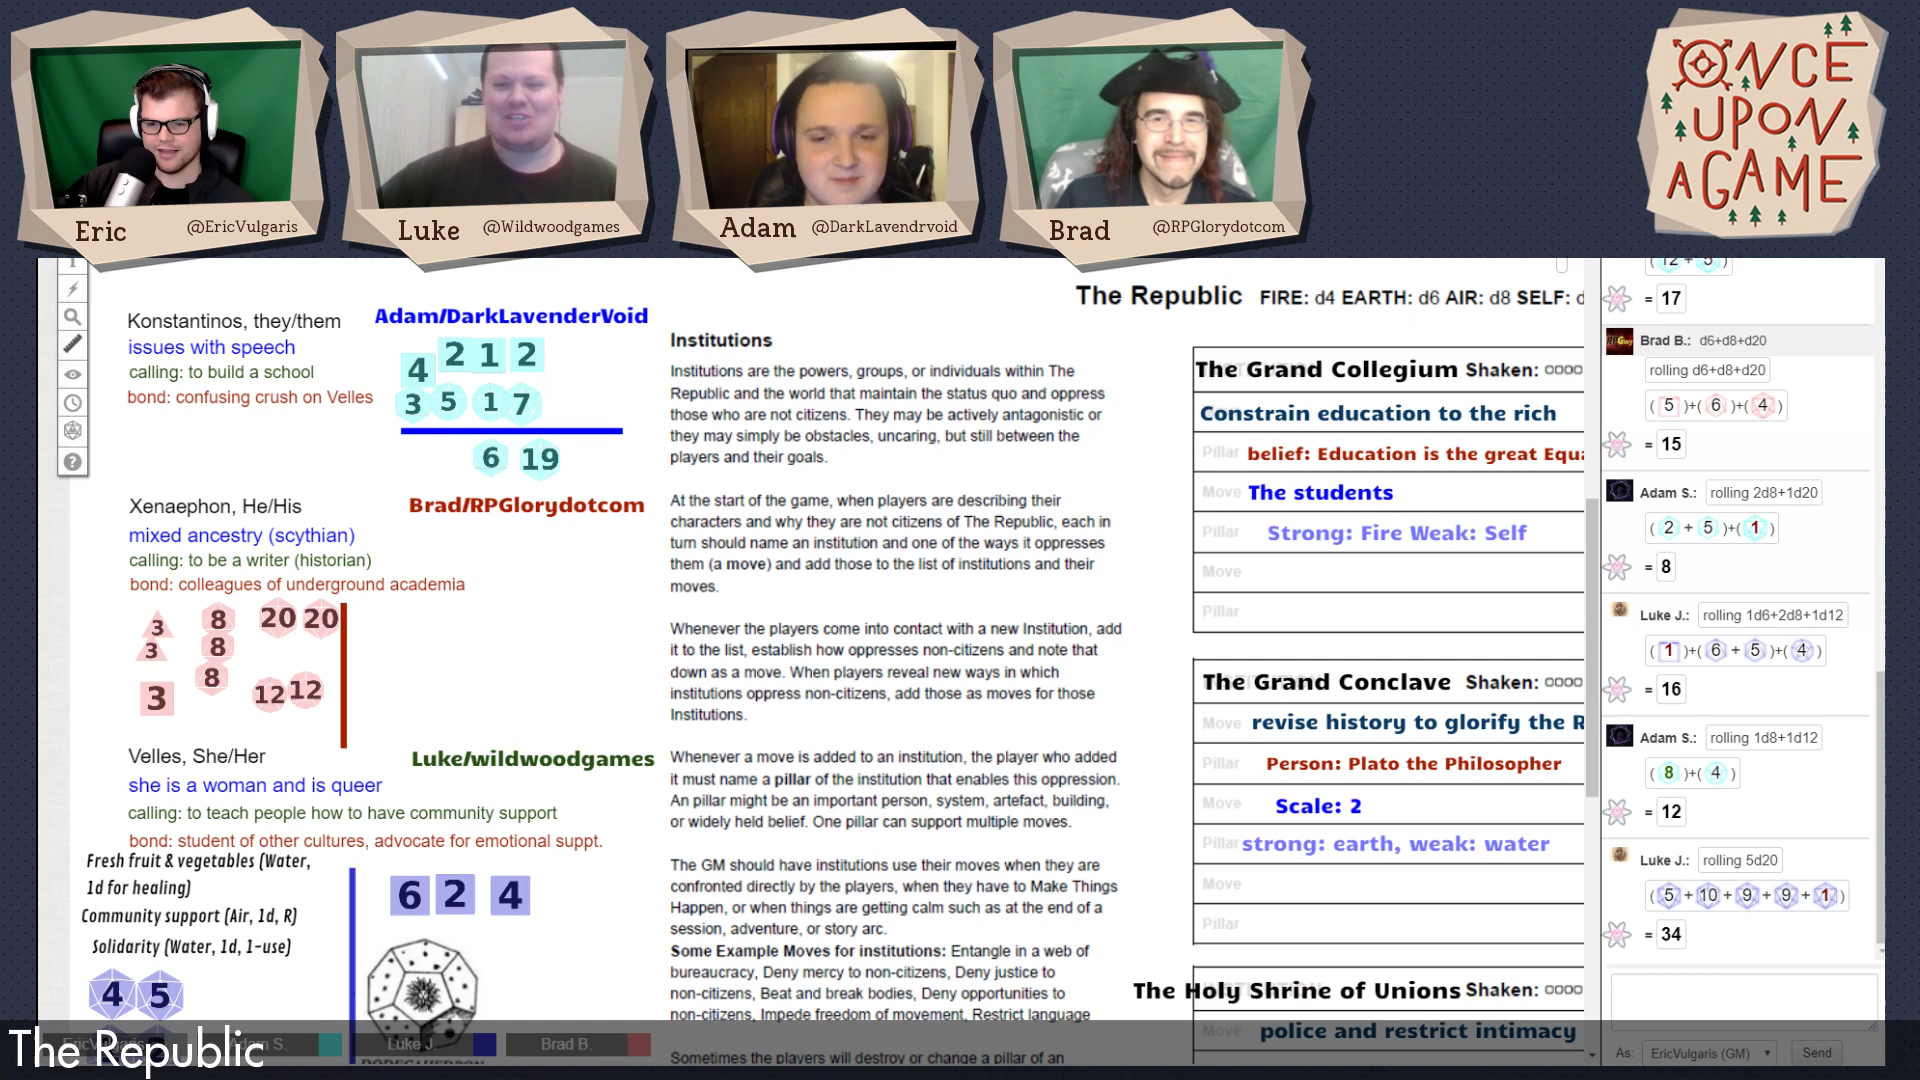 Eric @EricVulgaris
Luke @Wildwoodgames
Adam @DarkLavendrvoid
Brad @RPGlorydotcom
ONCE
UPON
A GAME
Konstantinos, they/them
issues with speech
calling: to build a school
bond: confusing crush on Velles
Adam/DarkLavenderVoid
4 2 1 2
3 5 1 7
6 19
Xenaephon, He/His
mixed ancestry (scythian)
calling: to be a writer (historian)
bond: colleagues of underground academia
Brad/RPGlorydotcom
3 8 20 20
3 8
8
3 12 12
Velles, She/Her
she is a woman and is queer
calling: to teach people how to have community support
bond: student of other cultures, advocate for emotional suppt.
Luke/wildwoodgames
Fresh fruit & vegetables (Water,
1d for healing)
Community support (Air, 1d, R)
Solidarity (Water, 1d, 1-use)
6 2 4
4 5
The Republic FIRE: d4 EARTH: d6 AIR: d8 SELF: d
Institutions
Institutions are the powers, groups, or individuals within The
Republic and the world that maintain the status quo and oppress
those who are not citizens. They may be actively antagonistic or
they may simply be obstacles, uncaring, but still between the
players and their goals.
At the start of the game, when players are describing their
characters and why they are not citizens of The Republic, each in
turn should name an institution and one of the ways it oppresses
them (a move) and add those to the list of institutions and their
moves.
Whenever the players come into contact with a new Institution, add
it to the list, establish how oppresses non-citizens and note that
down as a move. When players reveal new ways in which
institutions oppress non-citizens, add those as moves for those
Institutions.
Whenever a move is added to an institution, the player who added
it must name a pillar of the institution that enables this oppression.
An pillar might be an important person, system, artefact, building,
or widely held belief. One pillar can support multiple moves.
The GM should have institutions use their moves when they are
confronted directly by the players, when they have to Make Things
Happen, or when things are getting calm such as at the end of a
session, adventure, or story arc.
Some Example Moves for institutions: Entangle in a web of
bureaucracy, Deny mercy to non-citizens, Deny justice to
non-citizens, Beat and break bodies, Deny opportunities to
non-citizens, Impede freedom of movement, Restrict language
Sometimes the players will destroy or change a pillar of an
The Grand Collegium Shaken:
Constrain education to the rich
Pillar belief: Education is the great Equa
Move The students
Pillar Strong: Fire Weak: Self
Move
Pillar
The Grand Conclave Shaken:
Move revise history to glorify the R
Pillar Person: Plato the Philosopher
Move Scale: 2
Pillar strong: earth, weak: water
Move
Pillar
The Holy Shrine of Unions Shaken:
Move police and restrict intimacy
(12 + 5)
= 17
Brad B.: d6+d8+d20
rolling d6+d8+d20
(5)+(6)+(4)
= 15
Adam S.: rolling 2d8+1d20
(2 + 5)+(1)
= 8
Luke J.: rolling 1d6+2d8+1d12
(1)+(6 + 5)+(4)
= 16
Adam S.: rolling 1d8+1d12
(8)+(4)
= 12
Luke J.: rolling 5d20
(5 + 10 + 9 + 9 + 1)
= 34
As: EricVulgaris (GM) Send
The Republic
Luke J. Brad B.